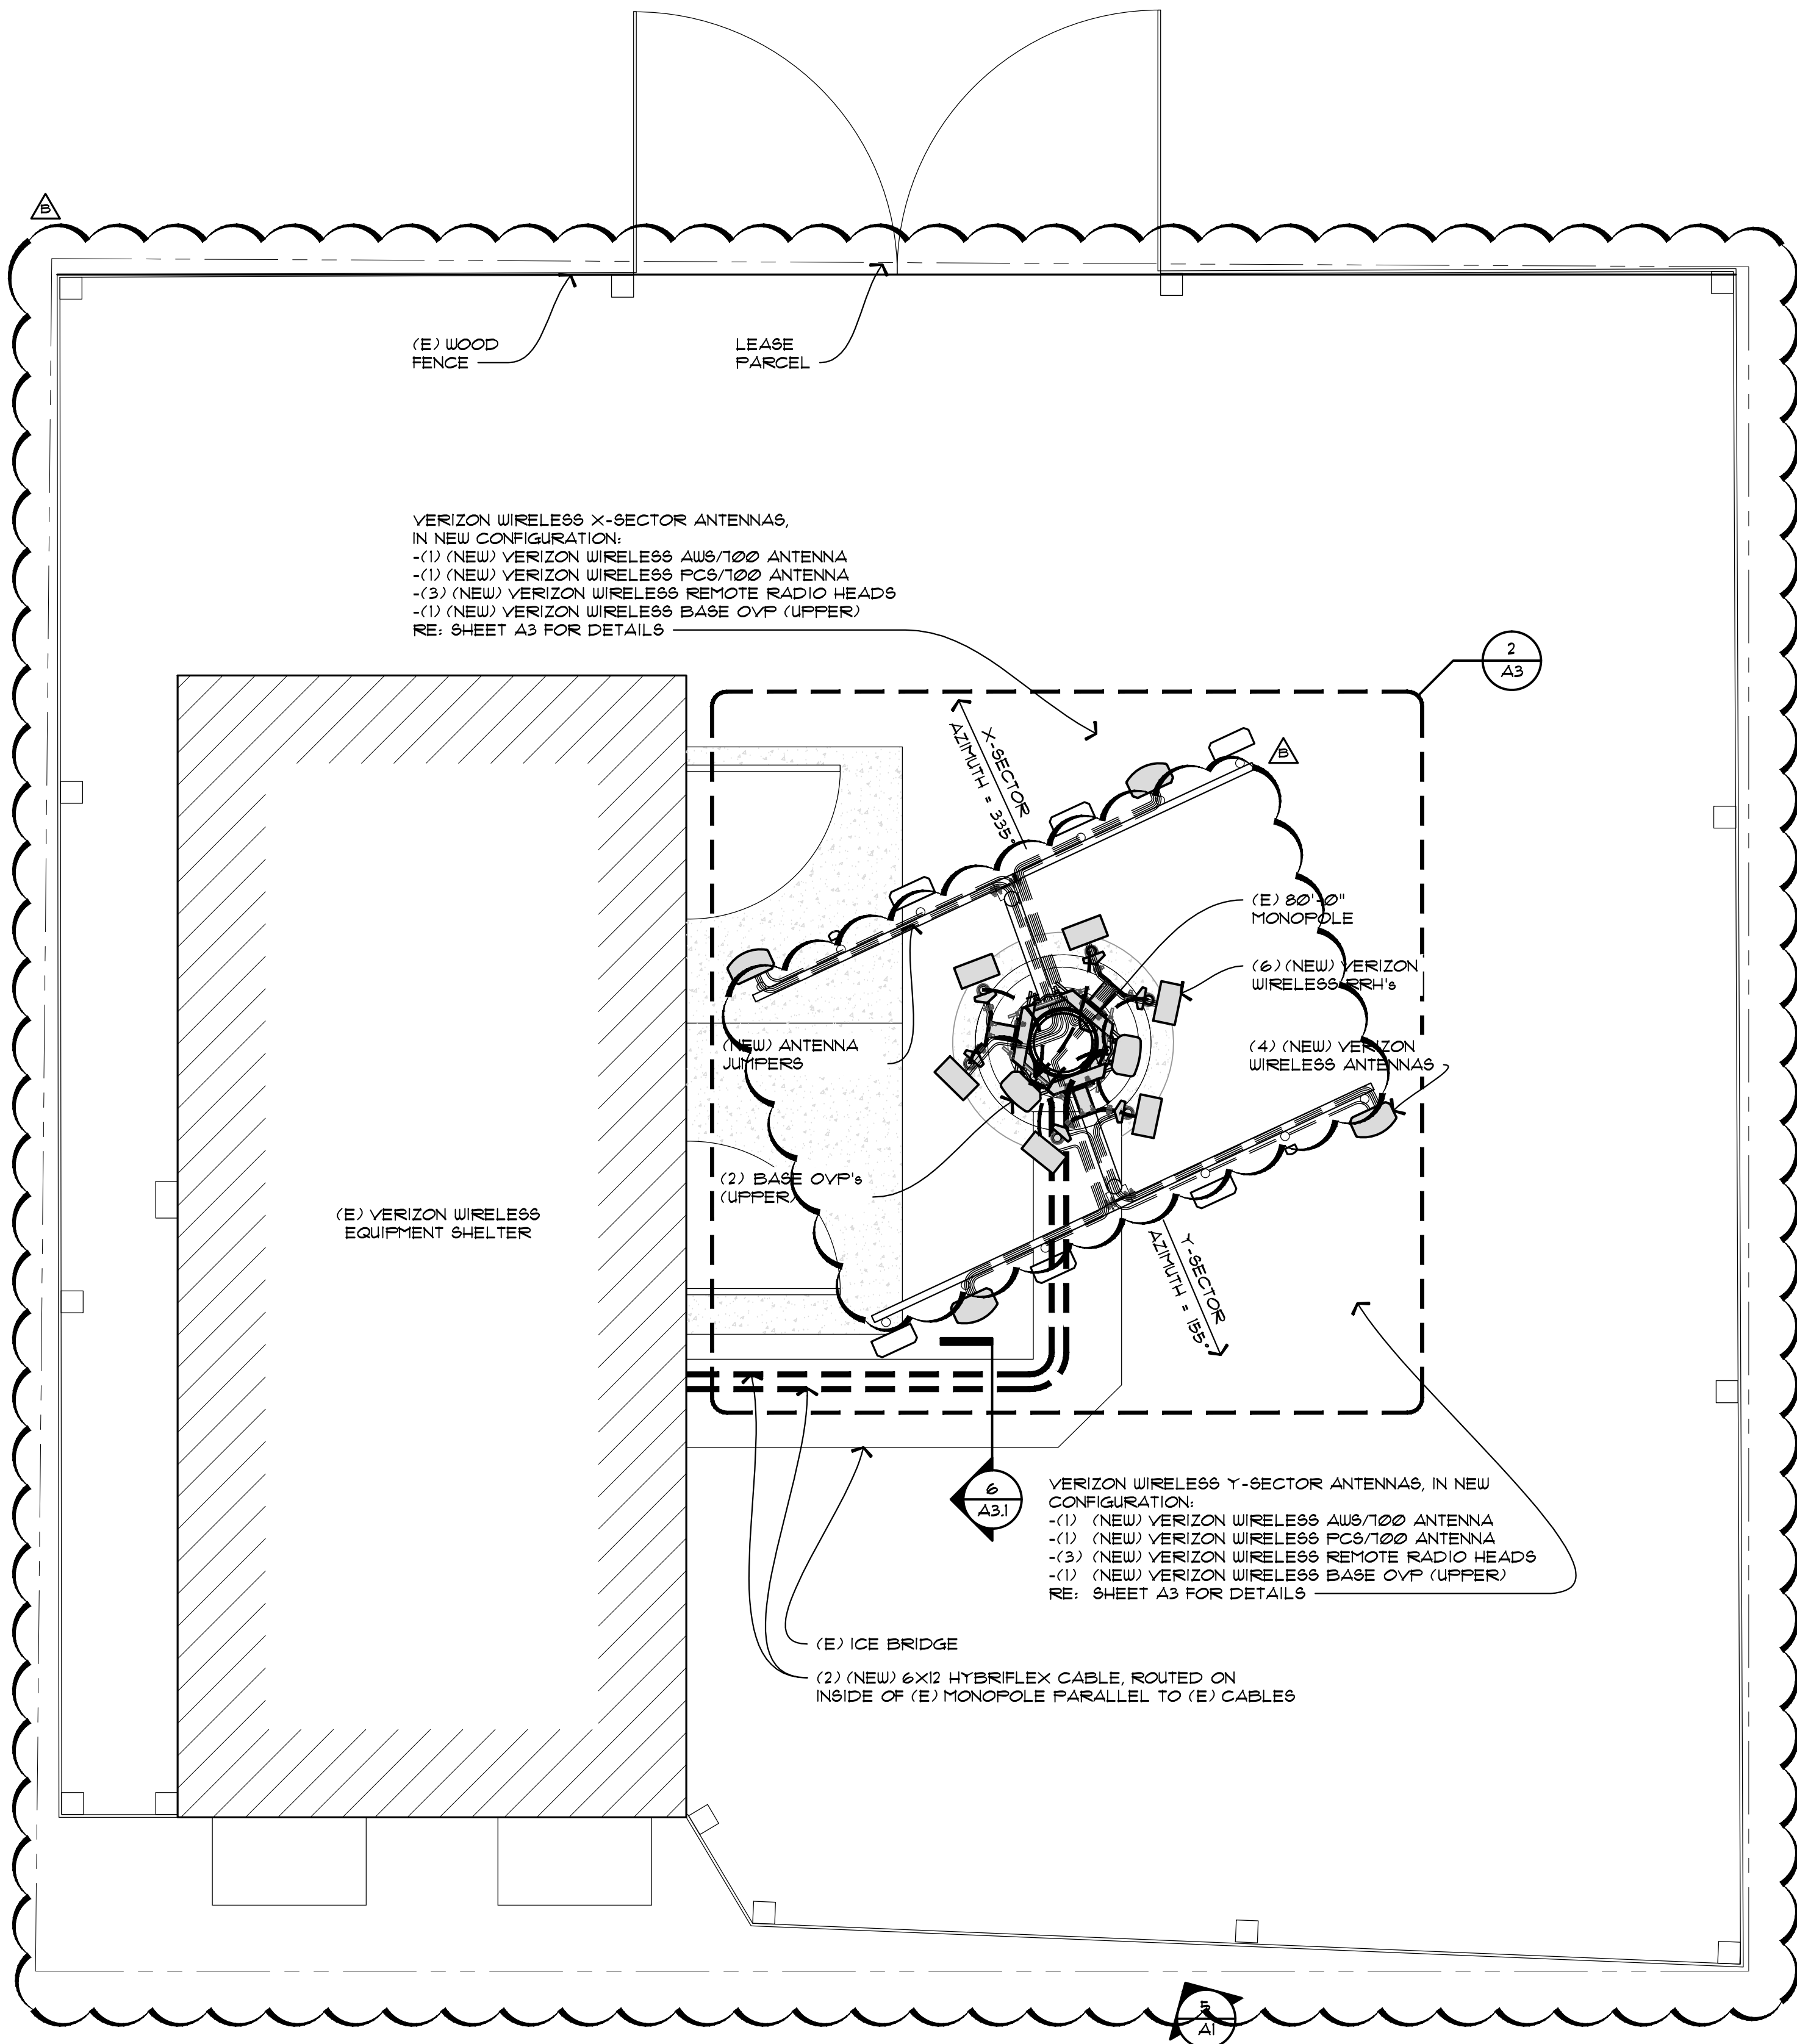 B
(E) WOOD
FENCE
LEASE
PARCEL
VERIZON WIRELESS X-SECTOR ANTENNAS,
IN NEW CONFIGURATION:
-(1) (NEW) VERIZON WIRELESS AWS/700 ANTENNA
-(1) (NEW) VERIZON WIRELESS PCS/700 ANTENNA
-(3) (NEW) VERIZON WIRELESS REMOTE RADIO HEADS
-(1) (NEW) VERIZON WIRELESS BASE OVP (UPPER)
RE: SHEET A3 FOR DETAILS
2
A3
X-SECTOR
AZIMUTH = 335°
B
(E) 80'-0"
MONOPOLE
(6) (NEW) VERIZON
WIRELESS RRH's
(NEW) ANTENNA
JUMPERS
(4) (NEW) VERIZON
WIRELESS ANTENNAS
(2) BASE OVP's
(UPPER)
(E) VERIZON WIRELESS
EQUIPMENT SHELTER
Y-SECTOR
AZIMUTH = 155°
6
A3.1
VERIZON WIRELESS Y-SECTOR ANTENNAS, IN NEW
CONFIGURATION:
-(1) (NEW) VERIZON WIRELESS AWS/700 ANTENNA
-(1) (NEW) VERIZON WIRELESS PCS/700 ANTENNA
-(3) (NEW) VERIZON WIRELESS REMOTE RADIO HEADS
-(1) (NEW) VERIZON WIRELESS BASE OVP (UPPER)
RE: SHEET A3 FOR DETAILS
(E) ICE BRIDGE
(2) (NEW) 6X12 HYBRIFLEX CABLE, ROUTED ON
INSIDE OF (E) MONOPOLE PARALLEL TO (E) CABLES
5
A1